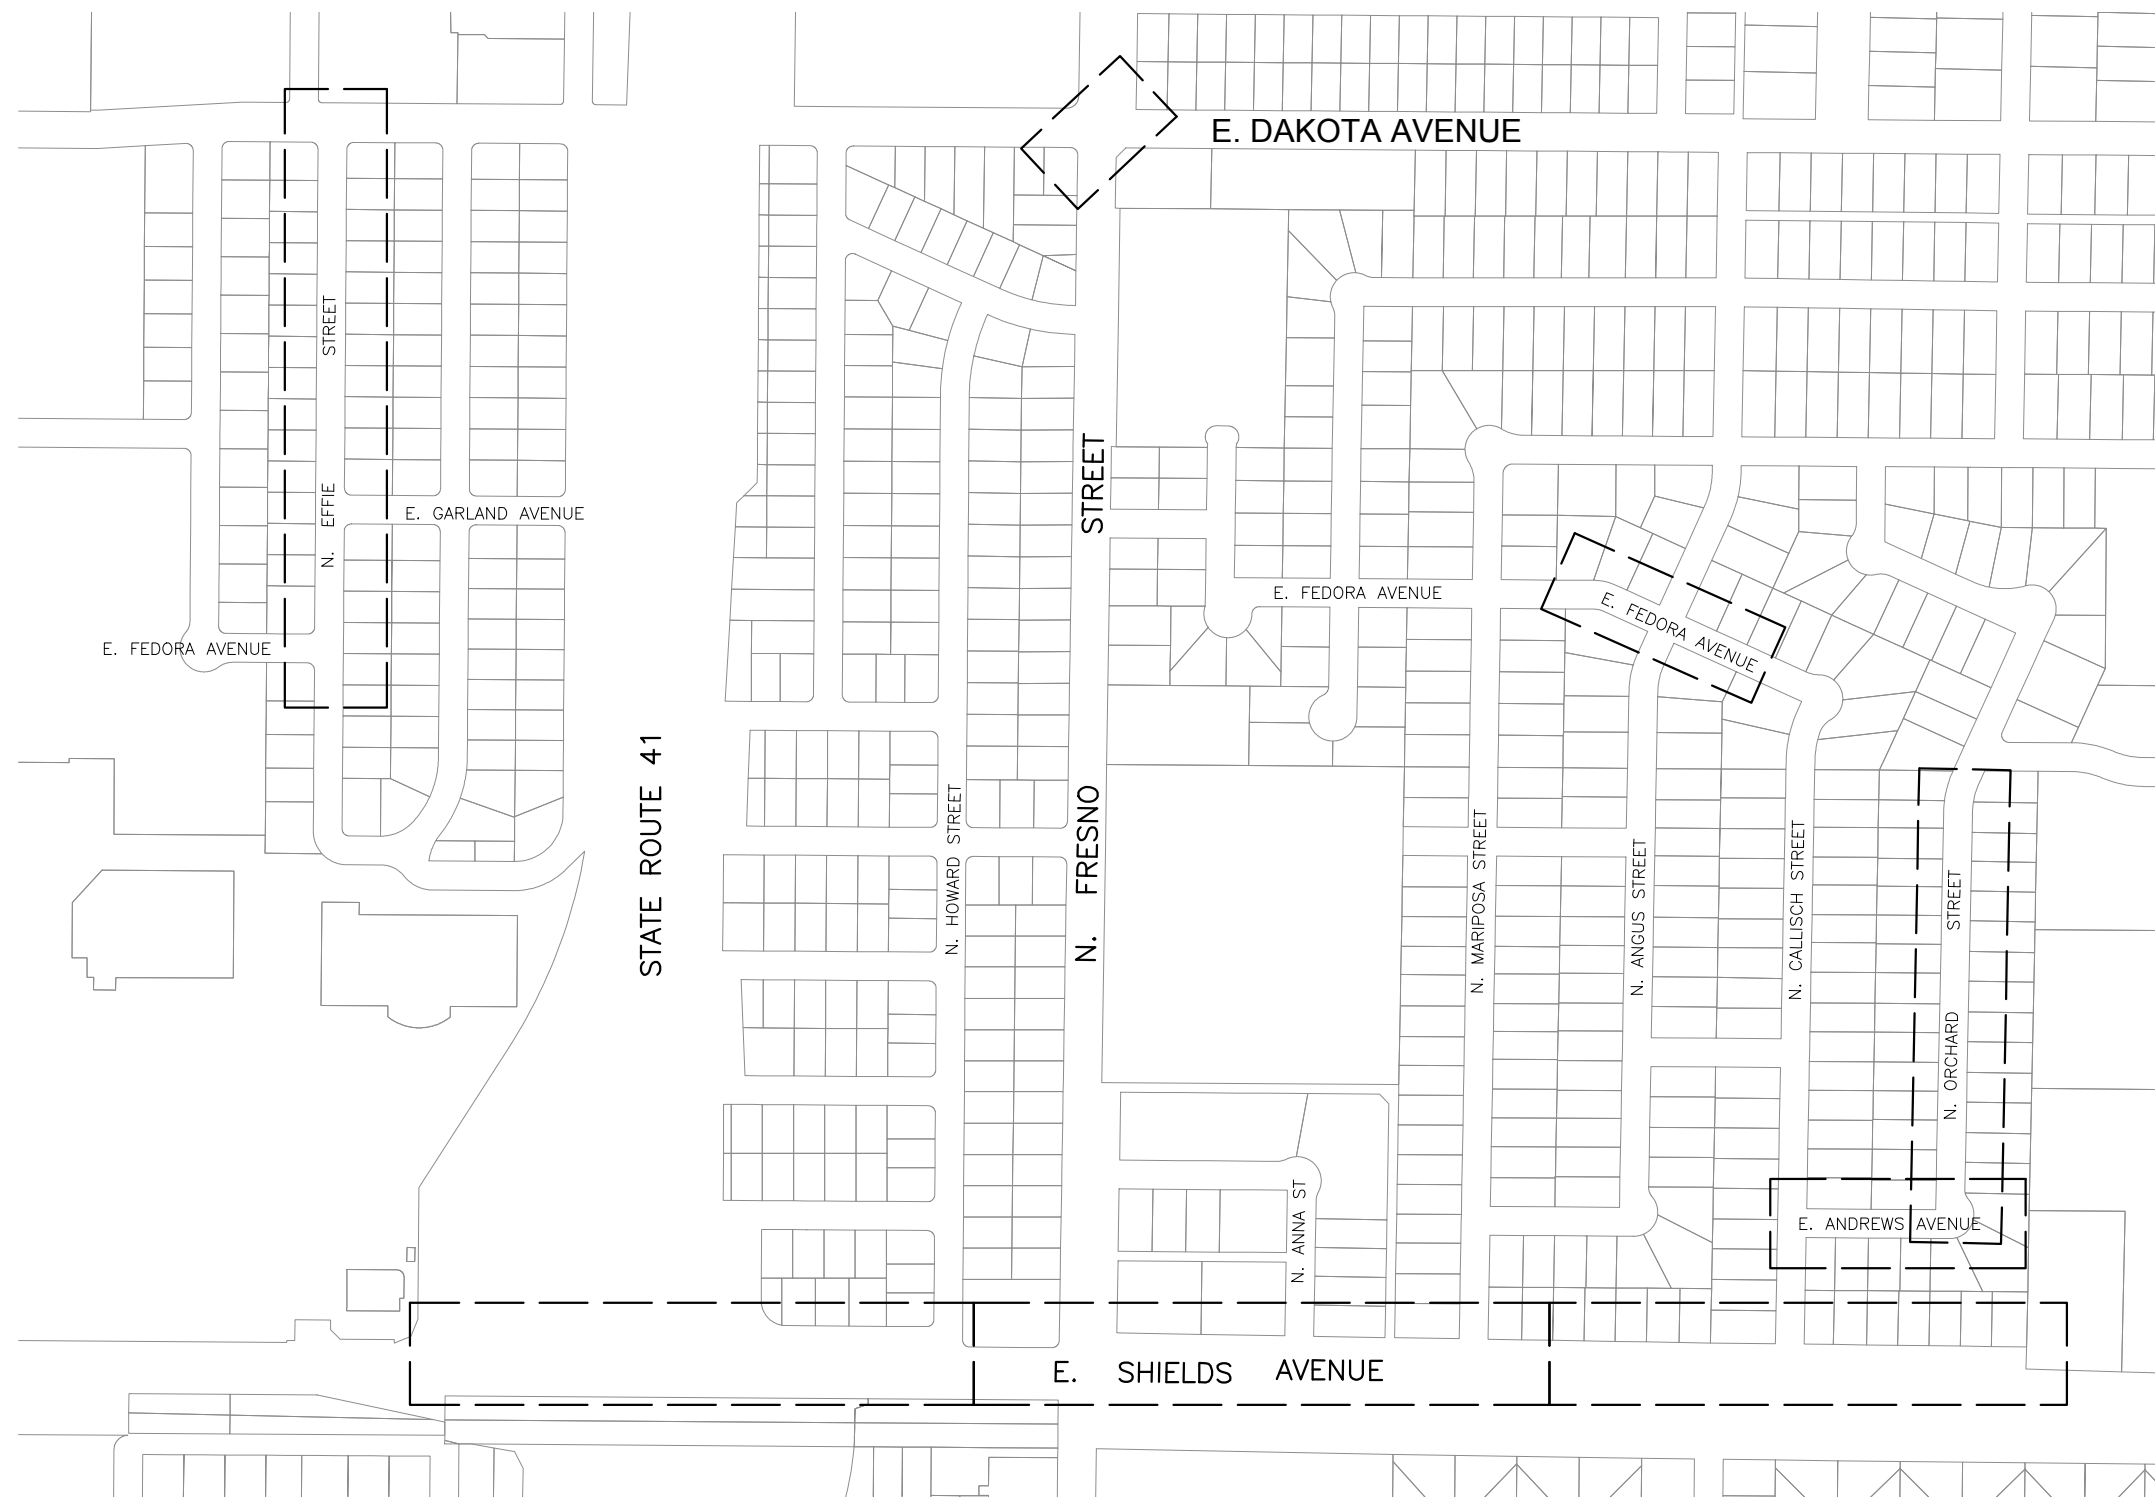 E. DAKOTA AVENUE
N. EFFIE STREET
E. GARLAND AVENUE
N. FRESNO STREET
E. FEDORA AVENUE
E. FEDORA AVENUE
E. FEDORA AVENUE
STATE ROUTE 41
N. HOWARD STREET
N. MARIPOSA STREET
N. ANGUS STREET
N. CALLISCH STREET
N. ORCHARD STREET
N. ANNA ST
E. ANDREWS AVENUE
E. SHIELDS AVENUE